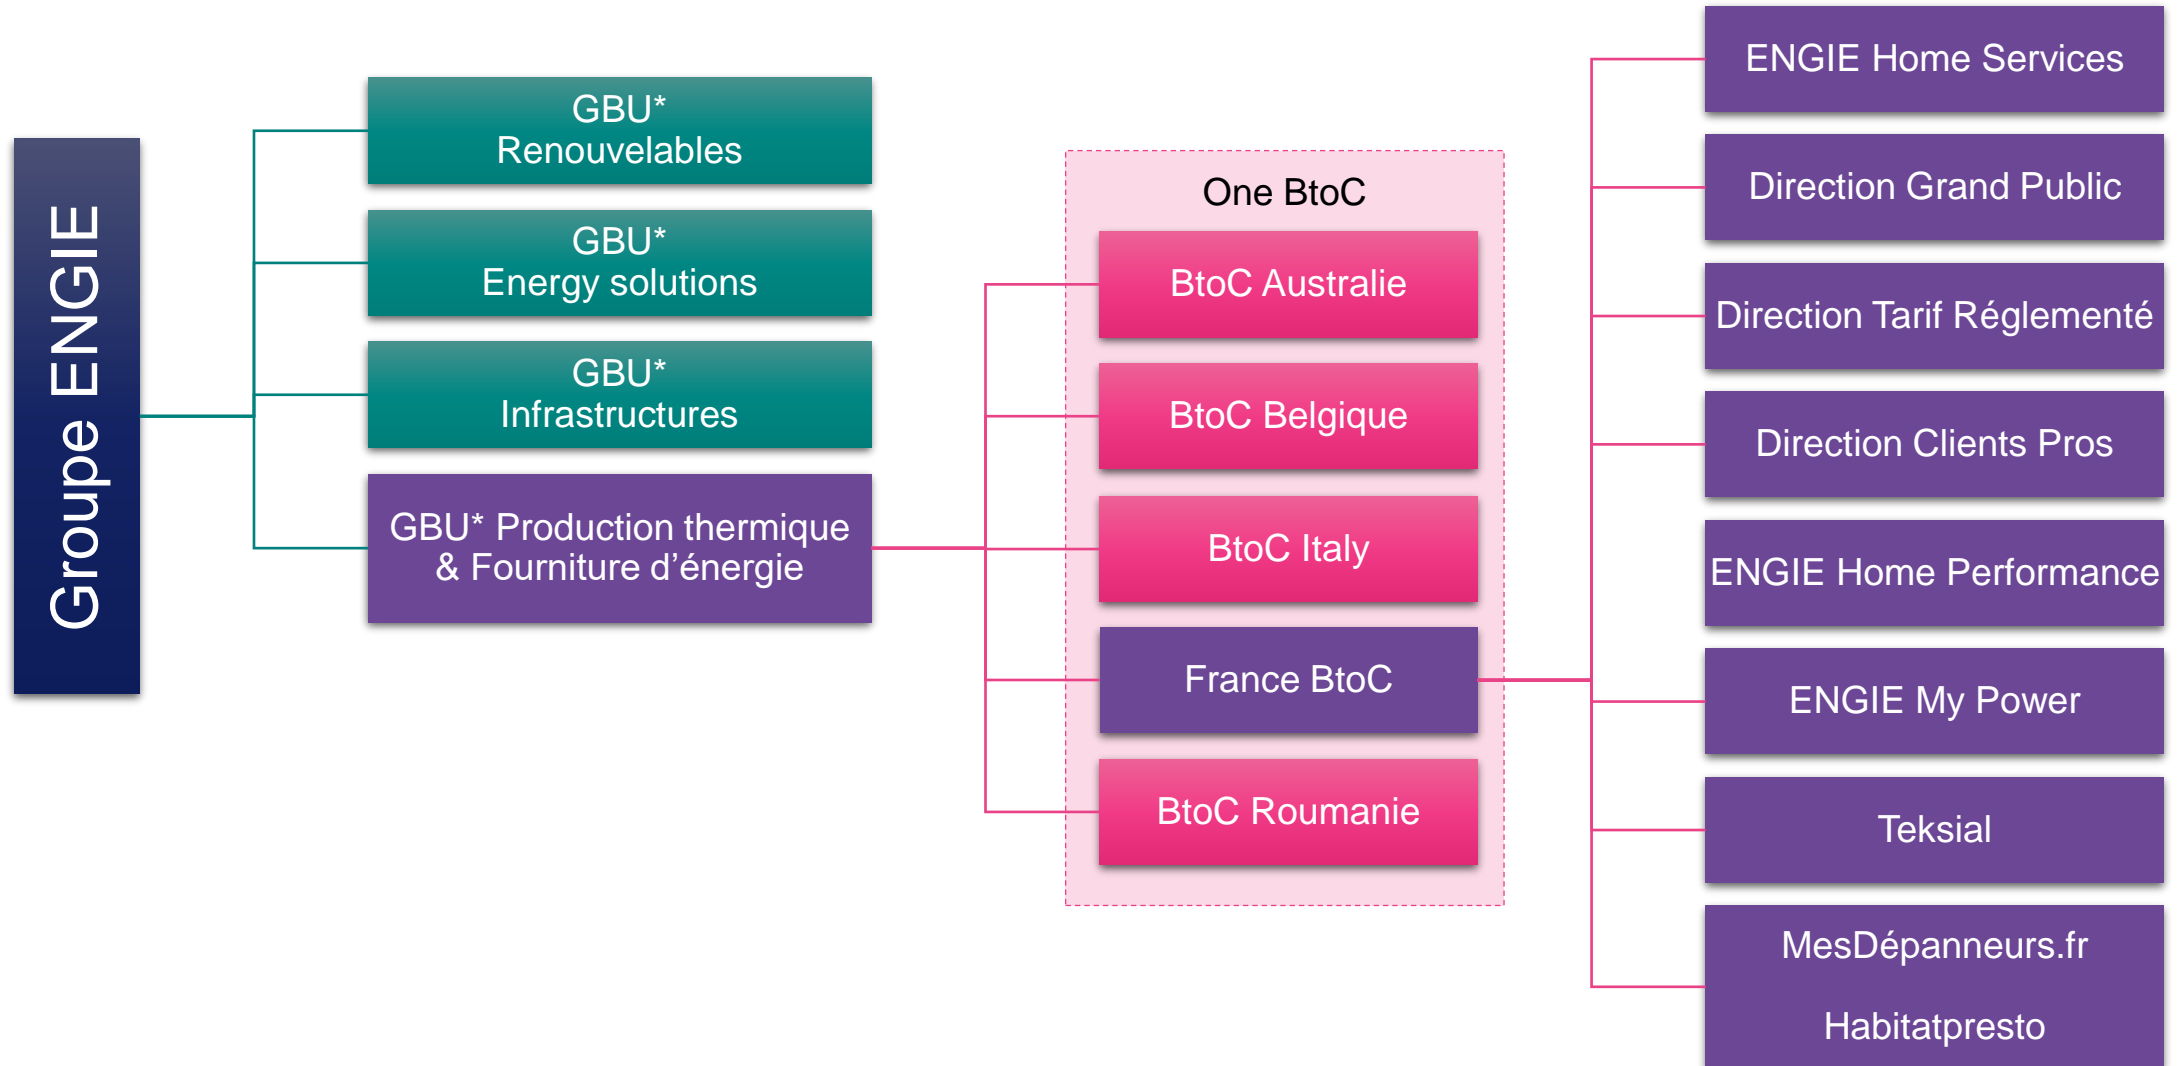 Groupe ENGIE
GBU*
Renouvelables
GBU*
Energy solutions
GBU*
Infrastructures
GBU* Production thermique
& Fourniture d’énergie
One BtoC
BtoC Australie
BtoC Belgique
BtoC Italy
France BtoC
BtoC Roumanie
ENGIE Home Services
Direction Grand Public
Direction Tarif Réglementé
Direction Clients Pros
ENGIE Home Performance
ENGIE My Power
Teksial
MesDépanneurs.fr
Habitatpresto